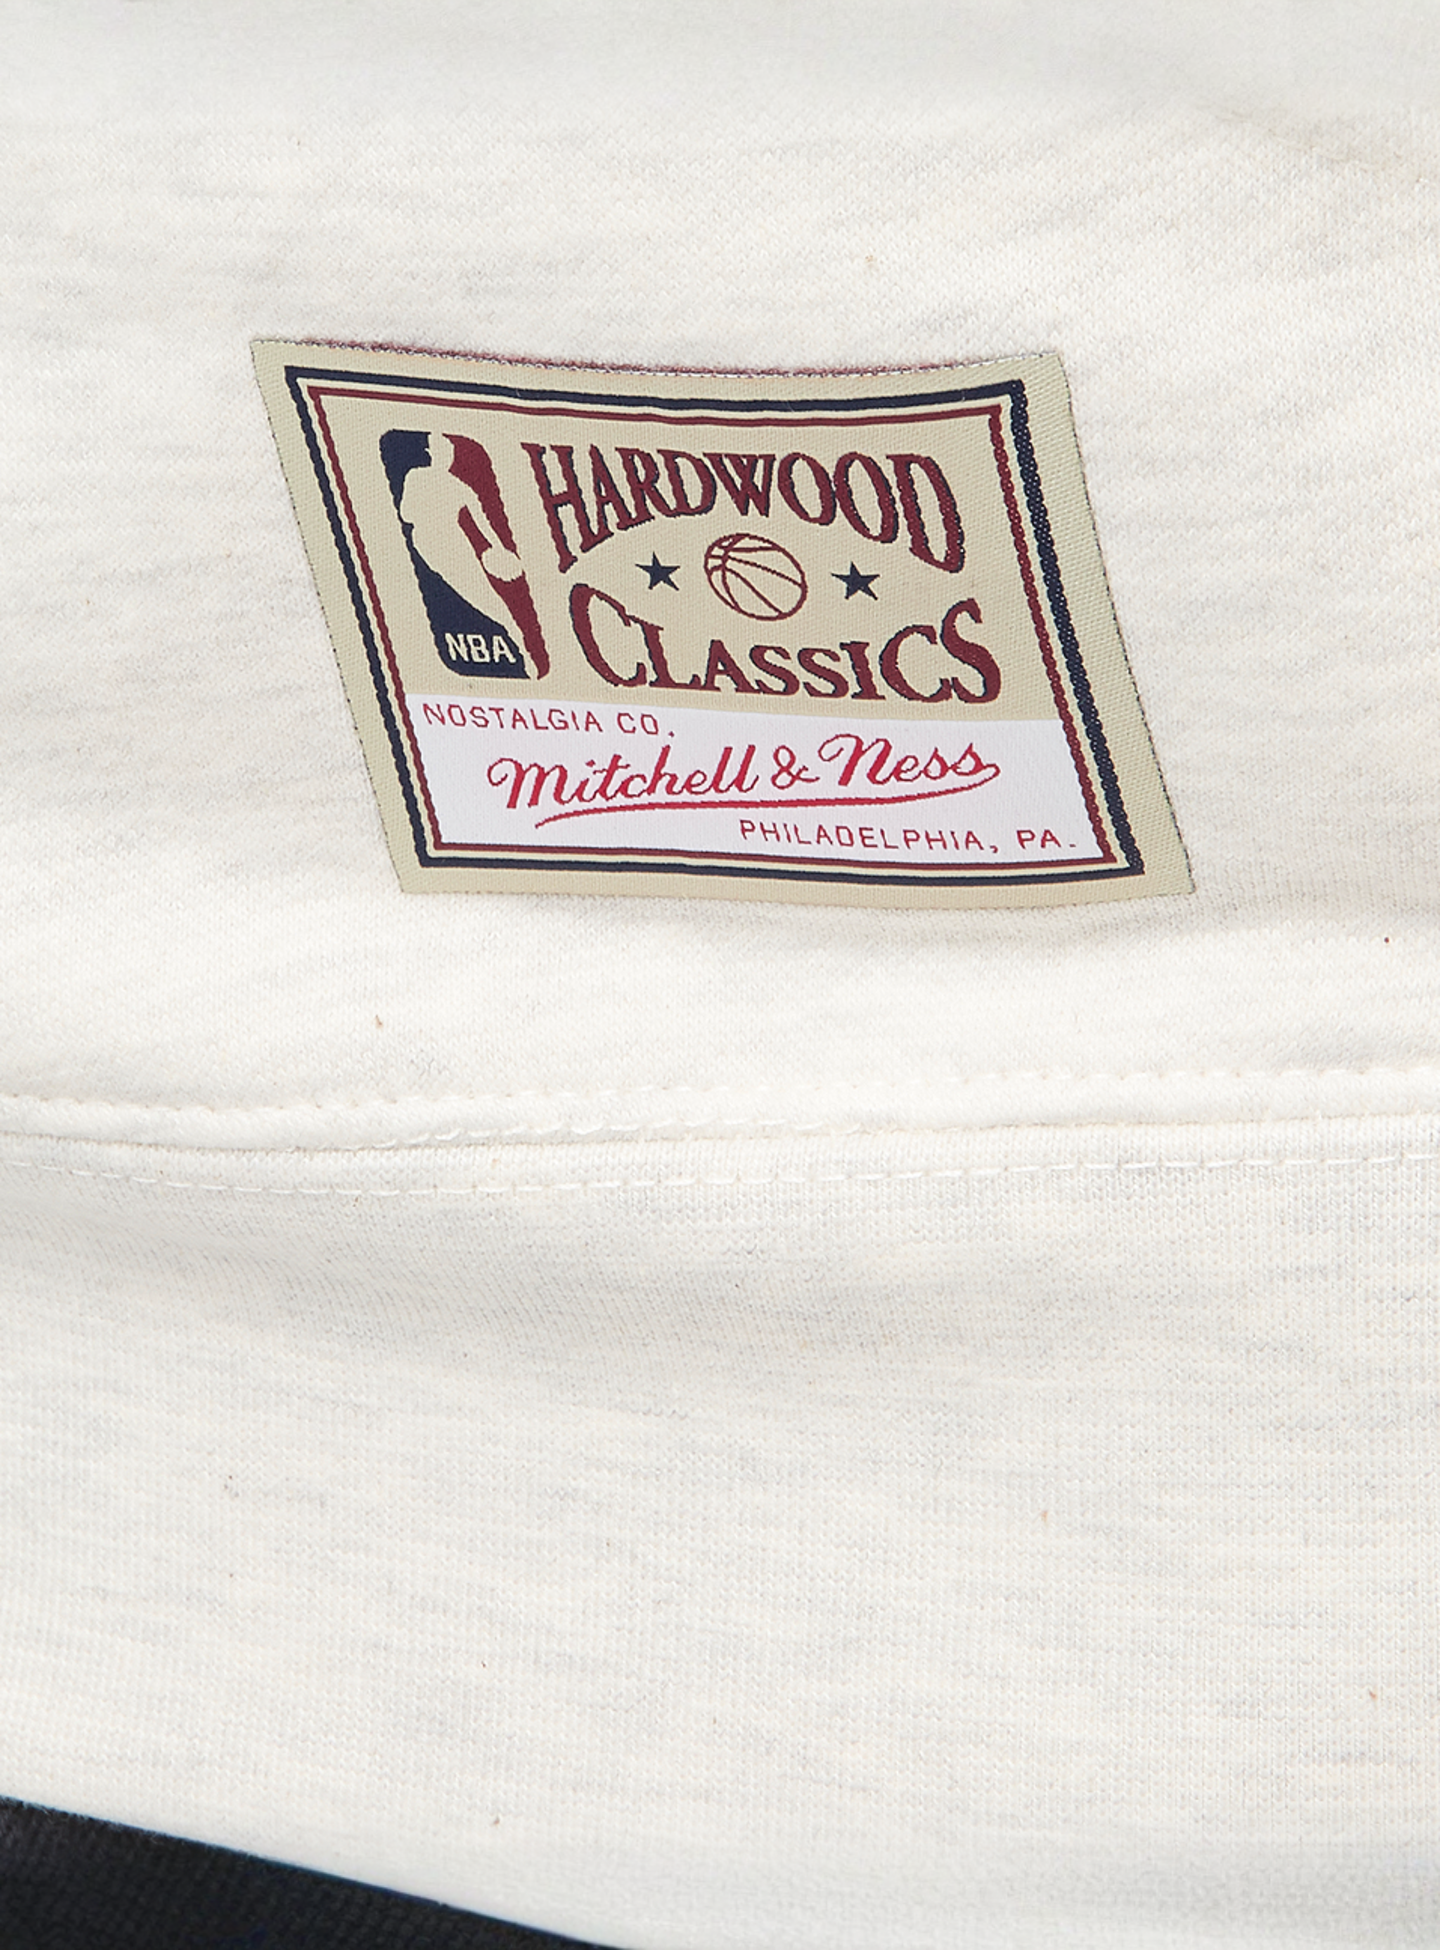 HARDWOOD
CLASSICS
NBA
NOSTALGIA CO.
Mitchell & Ness
PHILADELPHIA, PA.